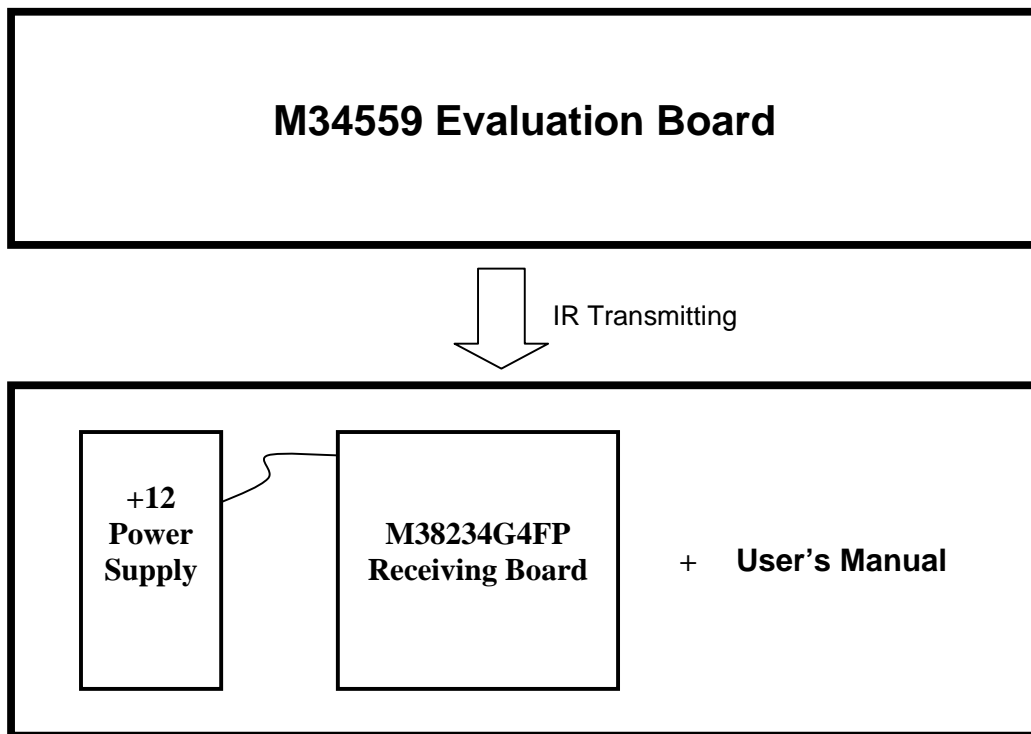 M34559 Evaluation Board
IR Transmitting
+12
Power
Supply
M38234G4FP
Receiving Board
+ User's Manual